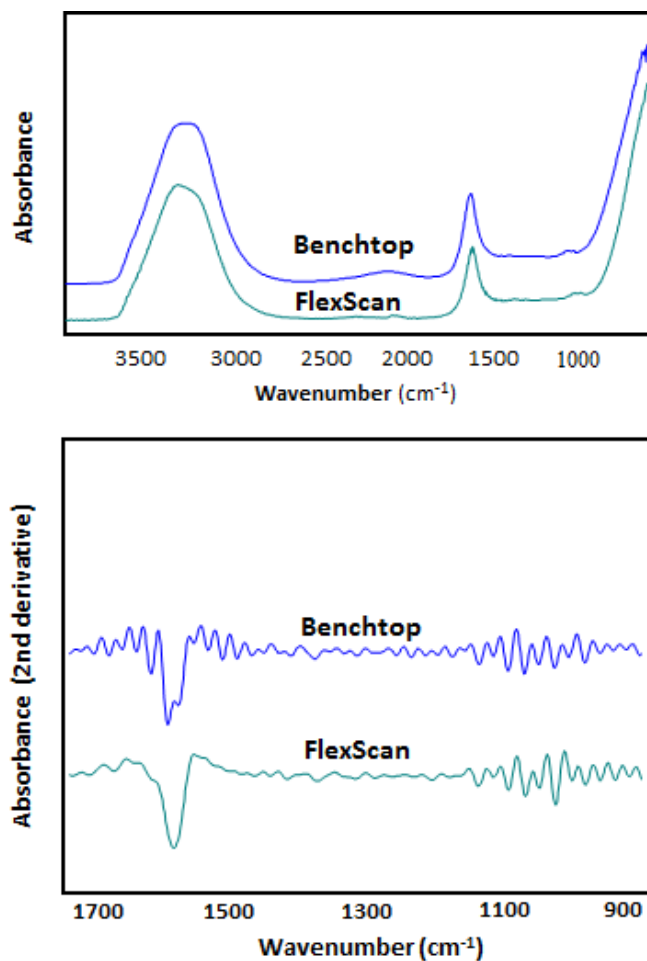 Absorbance
Benchtop
FlexScan
3500 3000 2500 2000 1500 1000
Wavenumber (cm⁻¹)
Absorbance (2nd derivative)
Benchtop
FlexScan
1700 1500 1300 1100 900
Wavenumber (cm⁻¹)